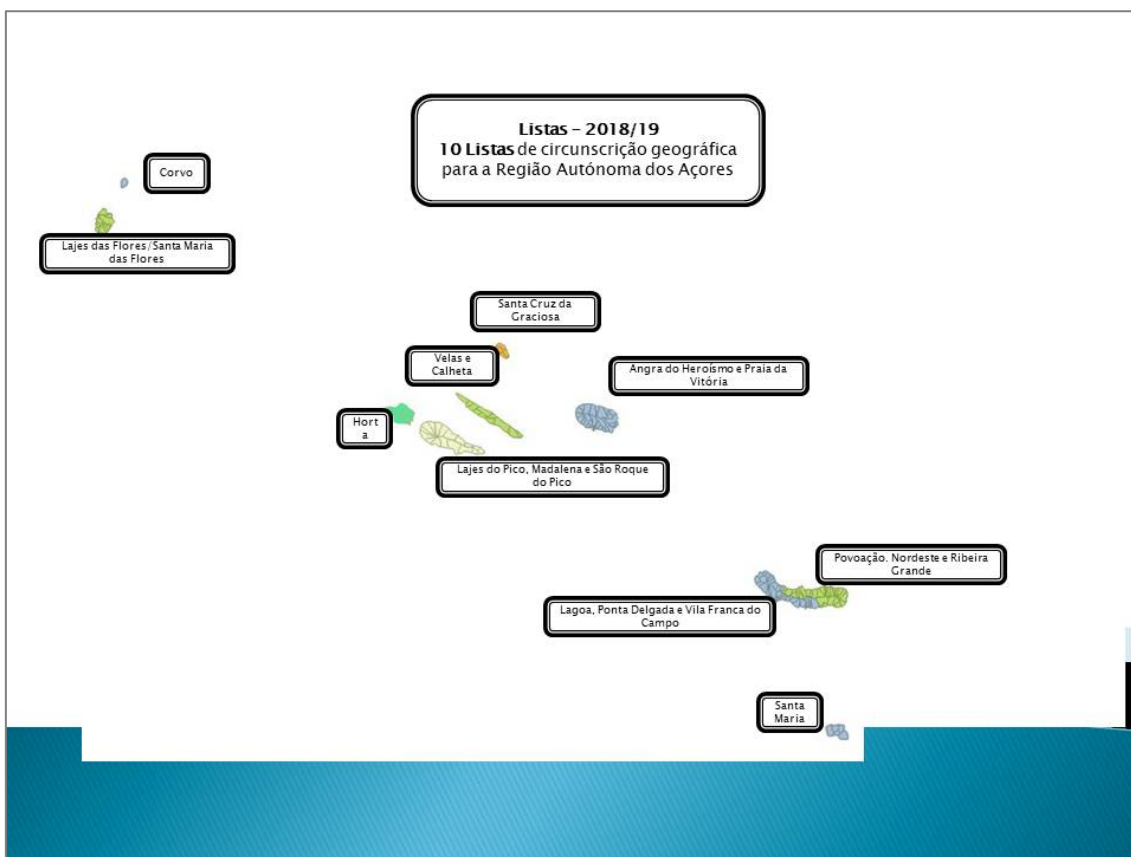 Listas – 2018/19
10 Listas de circunscrição geográfica
para a Região Autónoma dos Açores
Corvo
Lajes das Flores/Santa Maria
das Flores
Santa Cruz da
Graciosa
Velas e
Calheta
Angra do Heroísmo e Praia da
Vitória
Hort
a
Lajes do Pico, Madalena e São Roque
do Pico
Povoação. Nordeste e Ribeira
Grande
Lagoa, Ponta Delgada e Vila Franca do
Campo
Santa
Maria